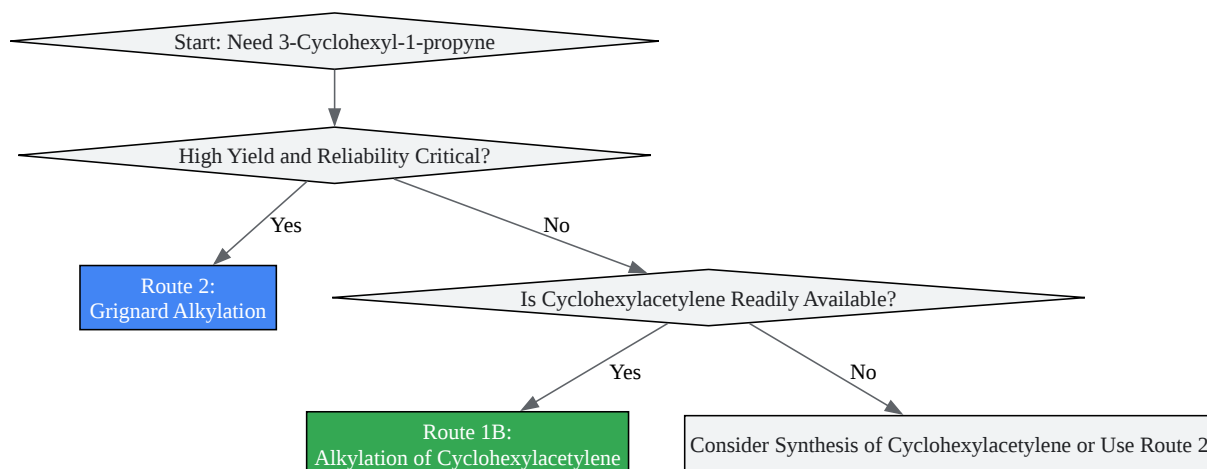 Start: Need 3-Cyclohexyl-1-propyne
High Yield and Reliability Critical?
Yes
No
Route 2:
Grignard Alkylation
Is Cyclohexylacetylene Readily Available?
Yes
No
Route 1B:
Alkylation of Cyclohexylacetylene
Consider Synthesis of Cyclohexylacetylene or Use Route 2